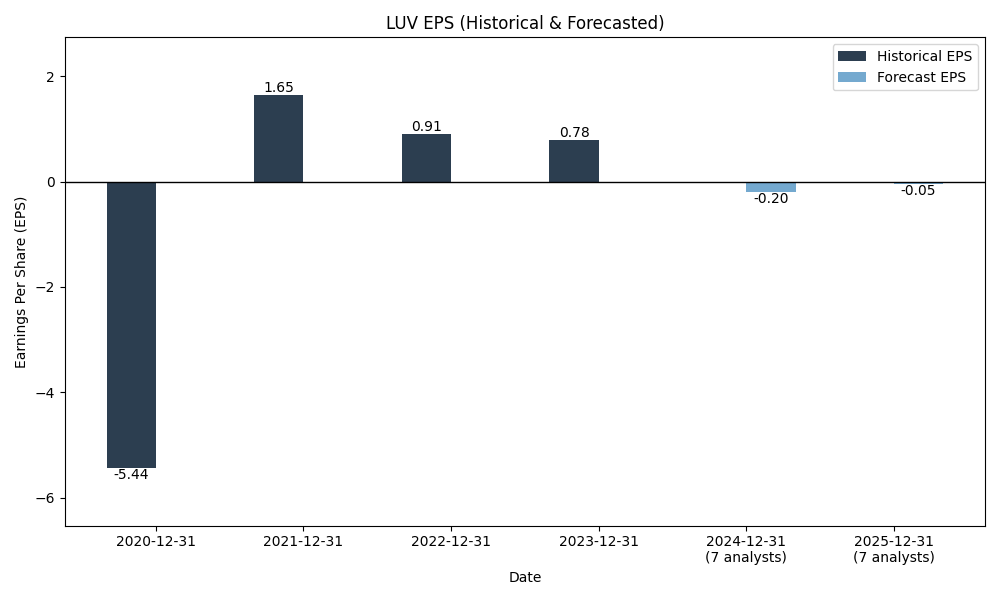 LUV EPS (Historical & Forecasted)
Historical EPS
Forecast EPS
Earnings Per Share (EPS)
2
0
−2
−4
−6
-5.44
1.65
0.91
0.78
-0.20
-0.05
2020-12-31
2021-12-31
2022-12-31
2023-12-31
2024-12-31
(7 analysts)
2025-12-31
(7 analysts)
Date